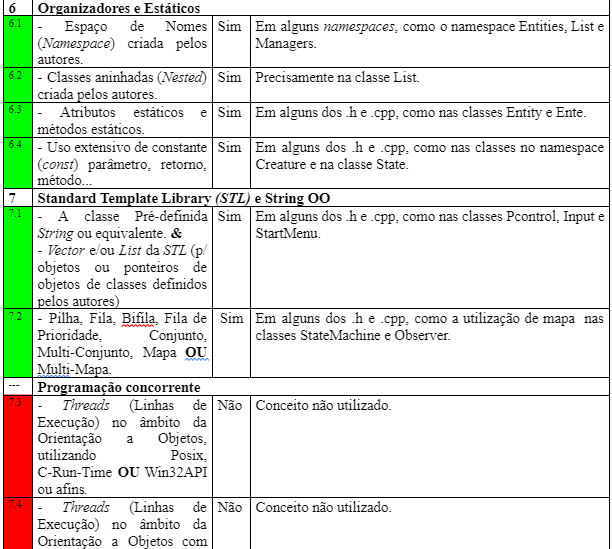 6 Organizadores e Estáticos
6.1 - Espaço de Nomes Sim Em alguns namespaces, como o namespace Entities, List e
(Namespace) criada pelos Managers.
autores.
6.2 - Classes aninhadas (Nested) Sim Precisamente na classe List.
criada pelos autores.
6.3 - Atributos estáticos e Sim Em alguns dos .h e .cpp, como nas classes Entity e Ente.
métodos estáticos.
6.4 - Uso extensivo de constante Sim Em alguns dos .h e .cpp, como nas classes no namespace
(const) parâmetro, retorno, Creature e na classe State.
método...
7 Standard Template Library (STL) e String OO
7.1 - A classe Pré-definida Sim Em alguns dos .h e .cpp, como nas classes Pcontrol, Input e
String ou equivalente. & StartMenu.
- Vector e/ou List da STL (p/
objetos ou ponteiros de
objetos de classes definidos
pelos autores)
7.2 - Pilha, Fila, Bifila, Fila de Sim Em alguns dos .h e .cpp, como a utilização de mapa nas
Prioridade, Conjunto, classes StateMachine e Observer.
Multi-Conjunto, Mapa OU
Multi-Mapa.
--- Programação concorrente
7.3 - Threads (Linhas de Não Conceito não utilizado.
Execução) no âmbito da
Orientação a Objetos,
utilizando Posix,
C-Run-Time OU Win32API
ou afins.
7.4 - Threads (Linhas de Não Conceito não utilizado.
Execução) no âmbito da
Orientação a Objetos com